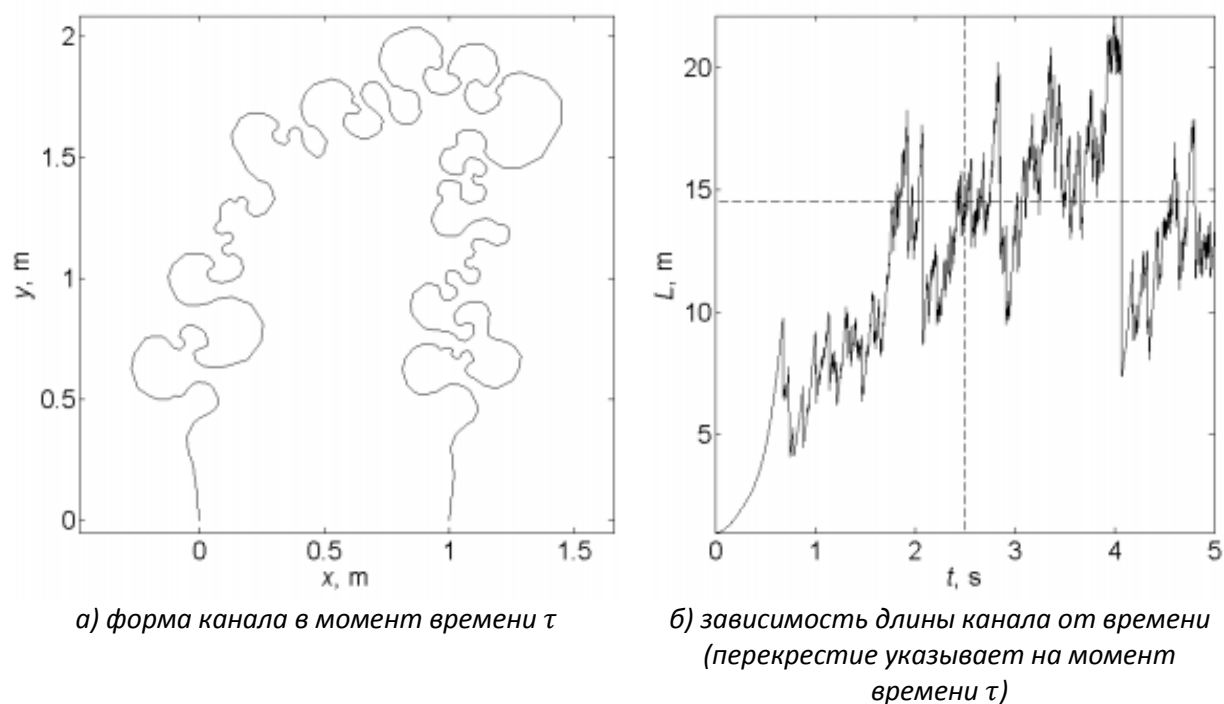 2
1.5
1
0.5
0
y, m
0
0.5
1
1.5
x, m
а) форма канала в момент времени τ
20
15
10
5
L, m
0
1
2
3
4
5
t, s
б) зависимость длины канала от времени
(перекрестие указывает на момент
времени τ)